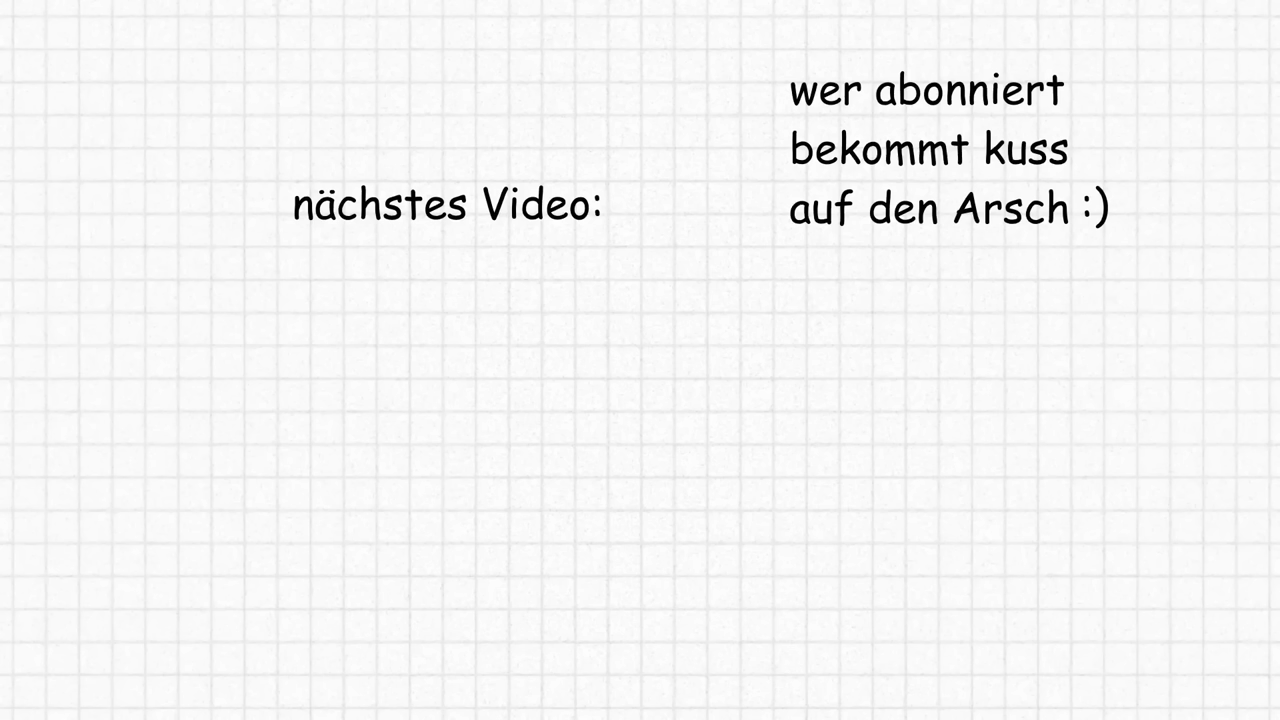 nächstes Video:
wer abonniert
bekommt kuss
auf den Arsch :)